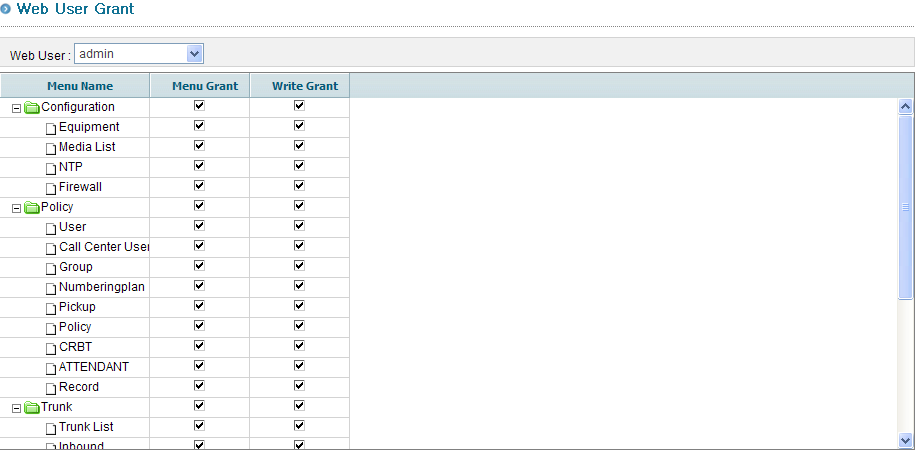 Web User Grant
Web User : admin
Menu Name Menu Grant Write Grant
Configuration
Equipment
Media List
NTP
Firewall
Policy
User
Call Center User
Group
Numberingplan
Pickup
Policy
CRBT
ATTENDANT
Record
Trunk
Trunk List
Inbound